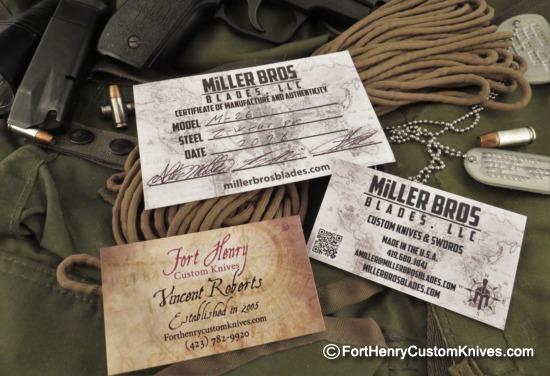 MiLLER BROS
BLADES, LLC
CERTIFICATE OF MANUFACTURE AND AUTHENTICITY
MODEL
STEEL
DATE
millerbrosblades.com
MiLLER BROS
BLADES, LLC
CUSTOM KNIVES & SWORDS
MADE IN THE U.S.A.
AMILLER@MILLERBROSBLADES.COM
MILLERBROSBLADES.COM
Fort Henry
Custom Knives
Vincent Roberts
Established in 2005
Forthenrycustomknives.com
(423) 782-9920
©FortHenryCustomKnives.com